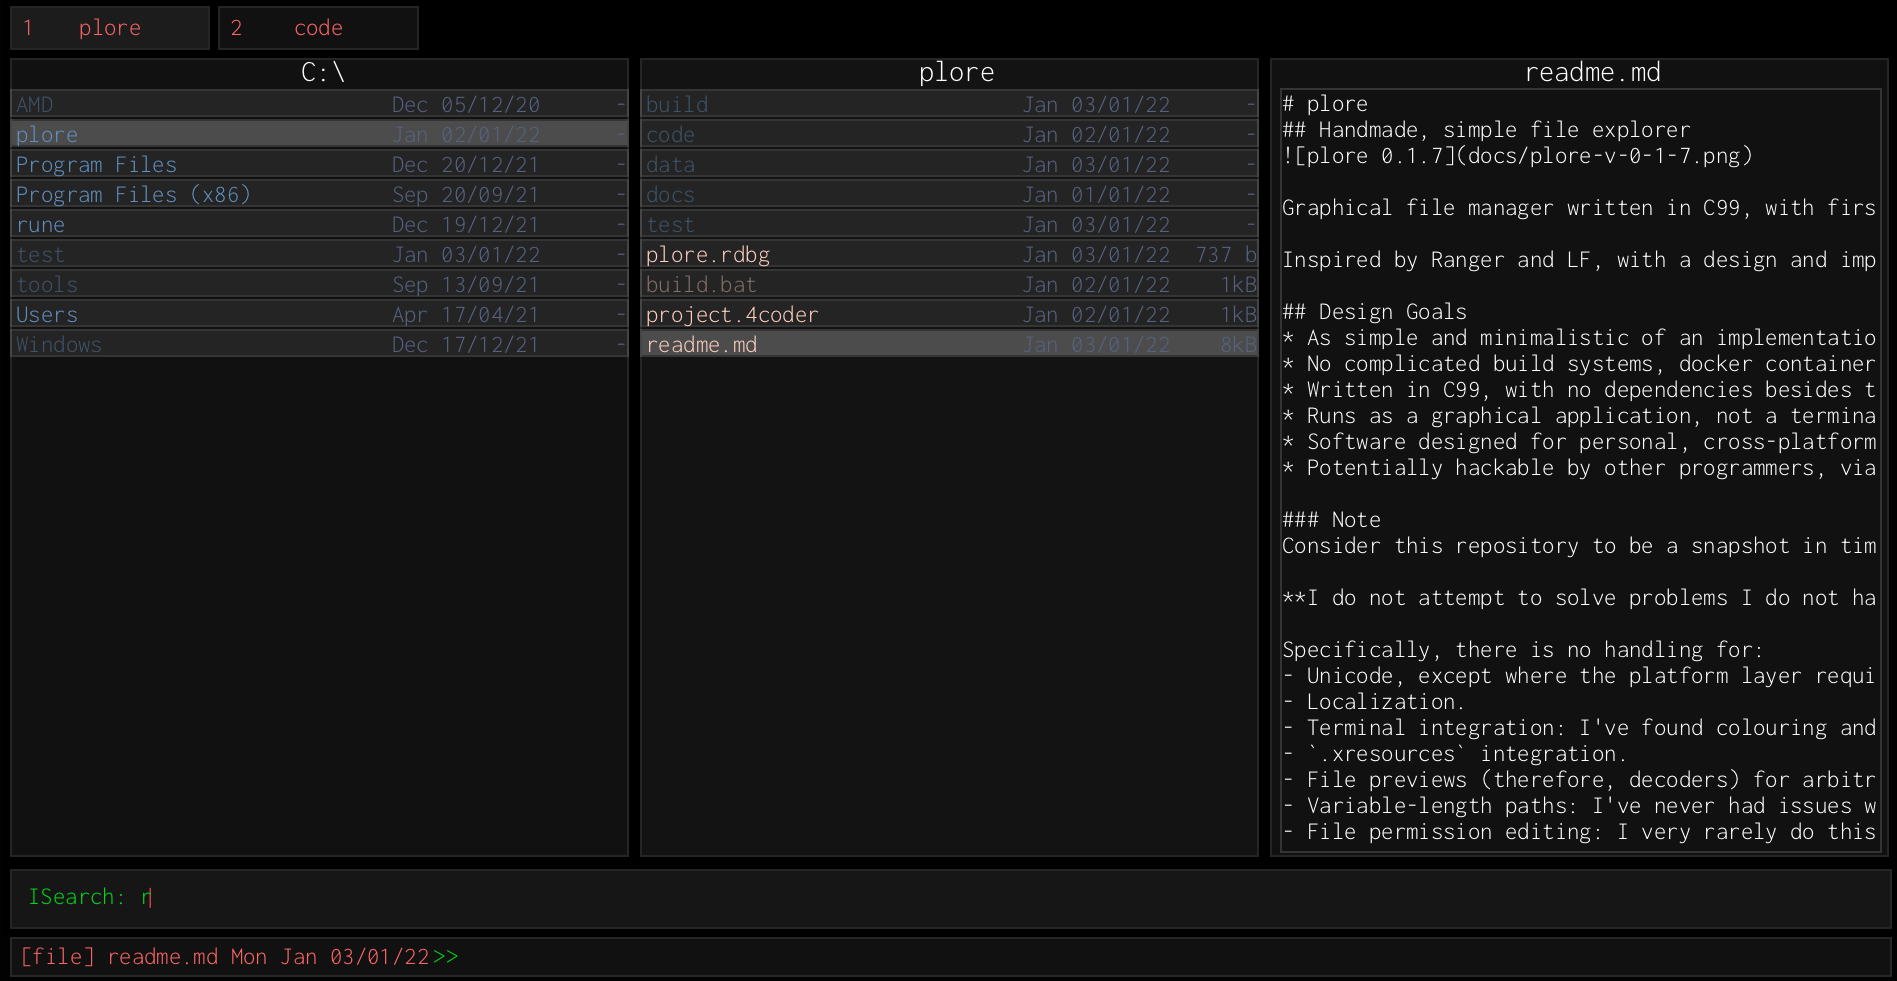 1 plore 2 code
C:\
AMD Dec 05/12/20 -
plore Jan 02/01/22 -
Program Files Dec 20/12/21 -
Program Files (x86) Sep 20/09/21 -
rune Dec 19/12/21 -
test Jan 03/01/22 -
tools Sep 13/09/21 -
Users Apr 17/04/21 -
Windows Dec 17/12/21 -
plore
build Jan 03/01/22 -
code Jan 02/01/22 -
data Jan 03/01/22 -
docs Jan 01/01/22 -
test Jan 03/01/22 -
plore.rdbg Jan 03/01/22 737 b
build.bat Jan 02/01/22 1kB
project.4coder Jan 02/01/22 1kB
readme.md Jan 03/01/22 8kB
readme.md
# plore
## Handmade, simple file explorer
![plore 0.1.7](docs/plore-v-0-1-7.png)
Graphical file manager written in C99, with firs
Inspired by Ranger and LF, with a design and imp
## Design Goals
* As simple and minimalistic of an implementatio
* No complicated build systems, docker container
* Written in C99, with no dependencies besides t
* Runs as a graphical application, not a termina
* Software designed for personal, cross-platform
* Potentially hackable by other programmers, via
### Note
Consider this repository to be a snapshot in tim
**I do not attempt to solve problems I do not ha
Specifically, there is no handling for:
- Unicode, except where the platform layer requi
- Localization.
- Terminal integration: I've found colouring and
- `.xresources` integration.
- File previews (therefore, decoders) for arbitr
- Variable-length paths: I've never had issues w
- File permission editing: I very rarely do this
ISearch: r
[file] readme.md Mon Jan 03/01/22>>